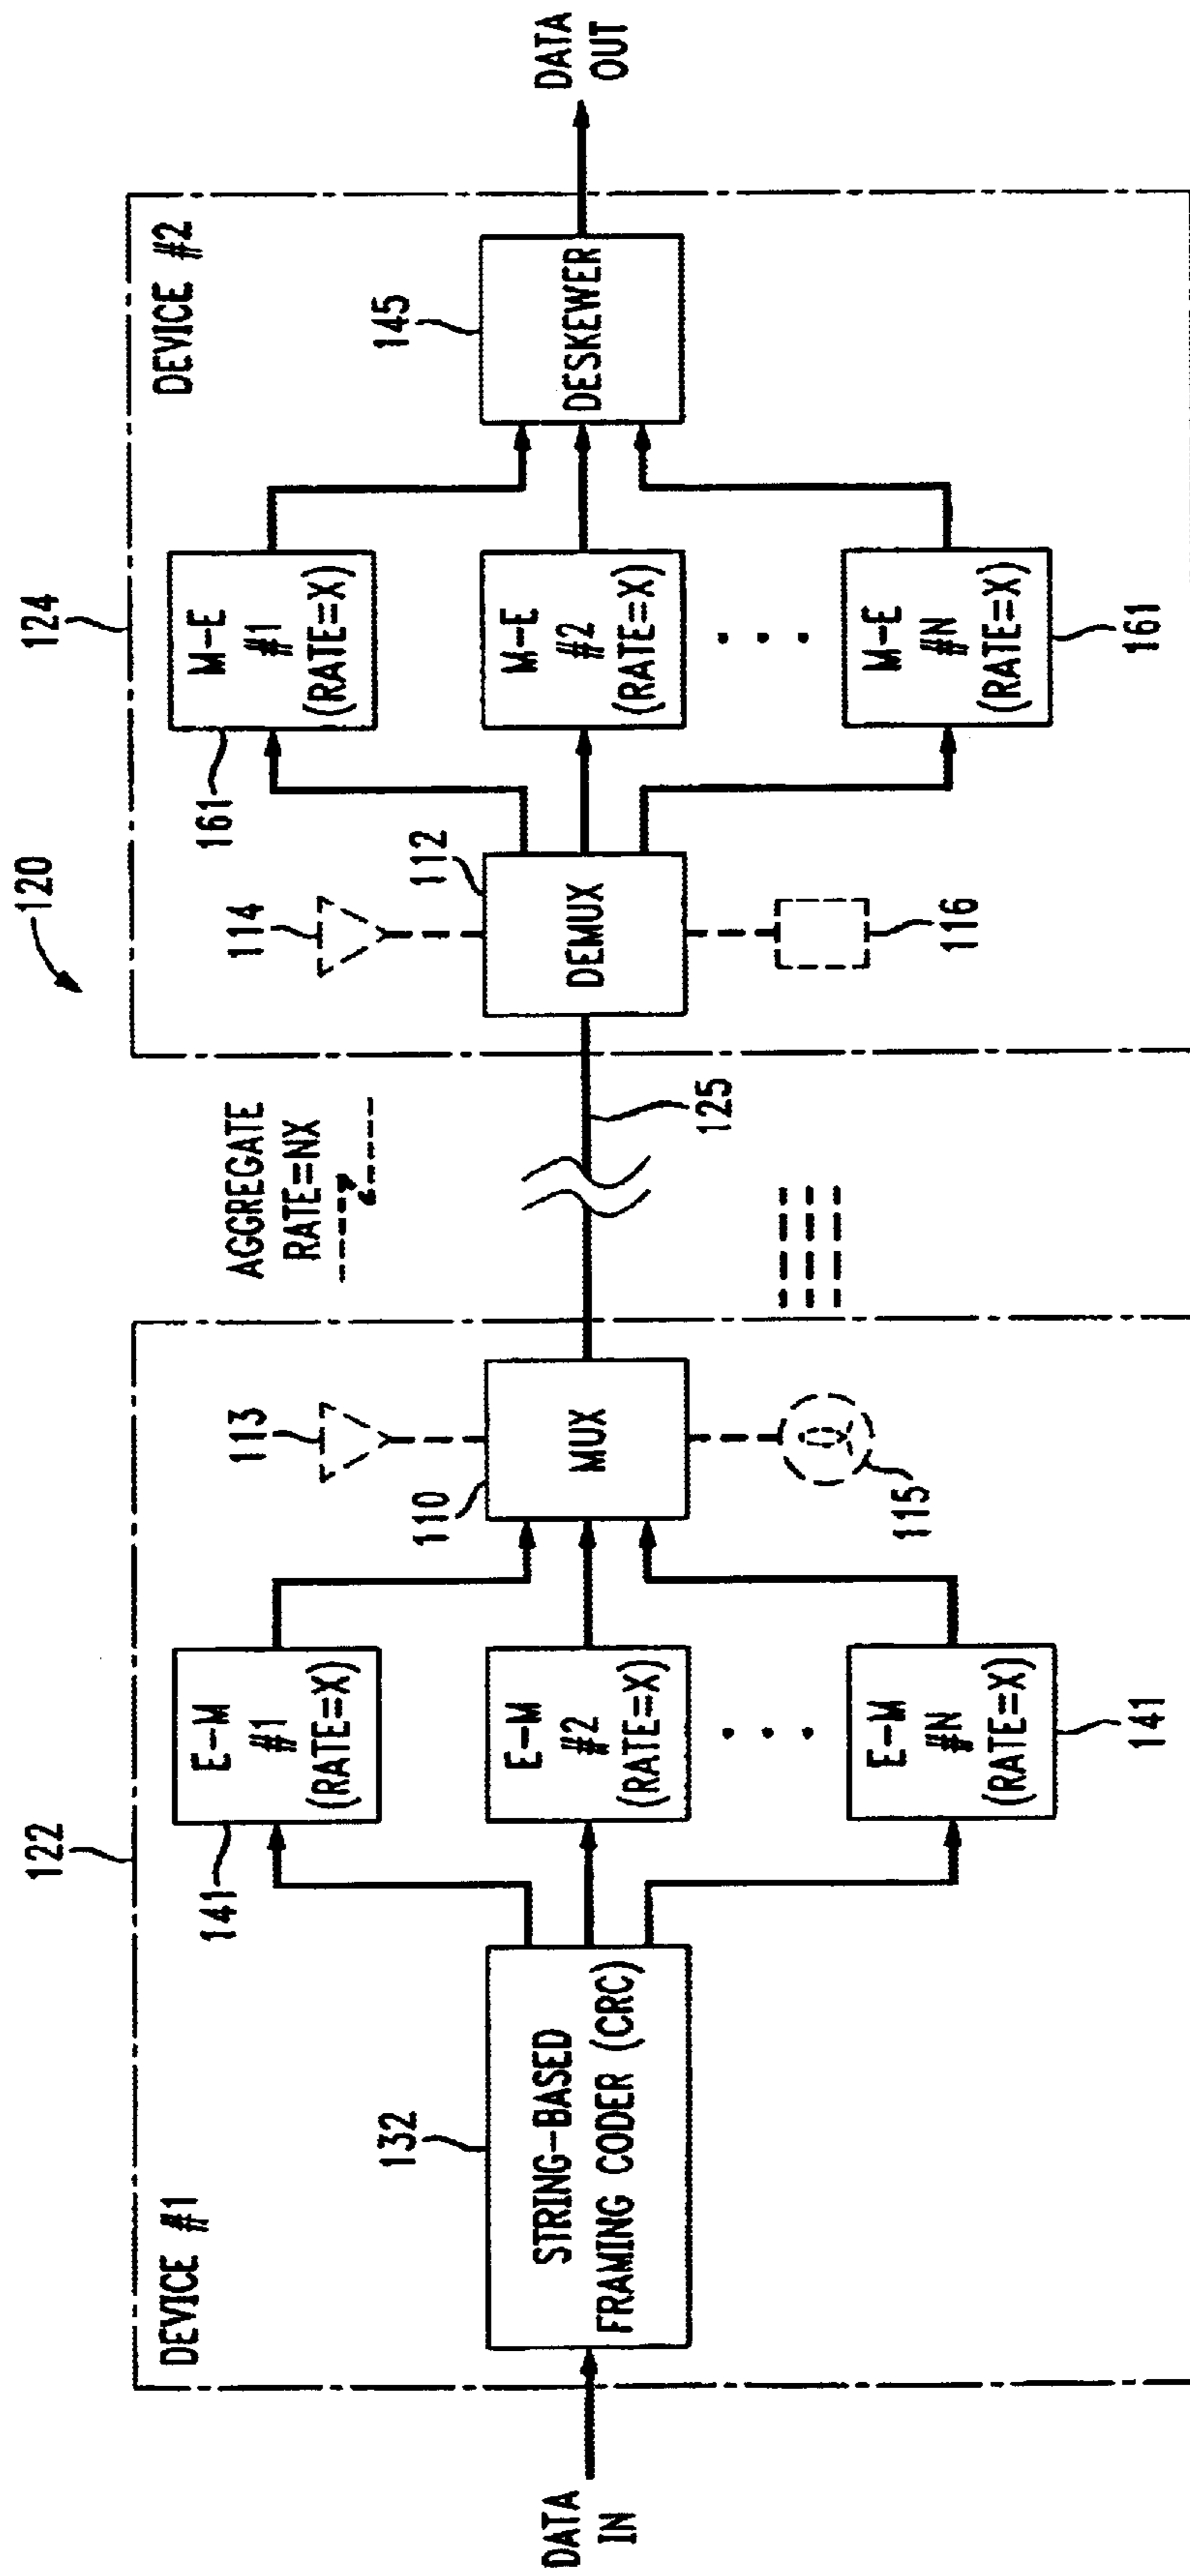 120
122
124
DEVICE #1
DEVICE #2
DATA
IN
132
STRING-BASED
FRAMING CODER (CRC)
141
E-M
#1
(RATE=X)
E-M
#2
(RATE=X)
E-M
#N
(RATE=X)
141
113
110
MUX
115
AGGREGATE
RATE=NX
125
114
112
DEMUX
116
161
M-E
#1
(RATE=X)
M-E
#2
(RATE=X)
M-E
#N
(RATE=X)
161
145
DESKEWER
DATA
OUT